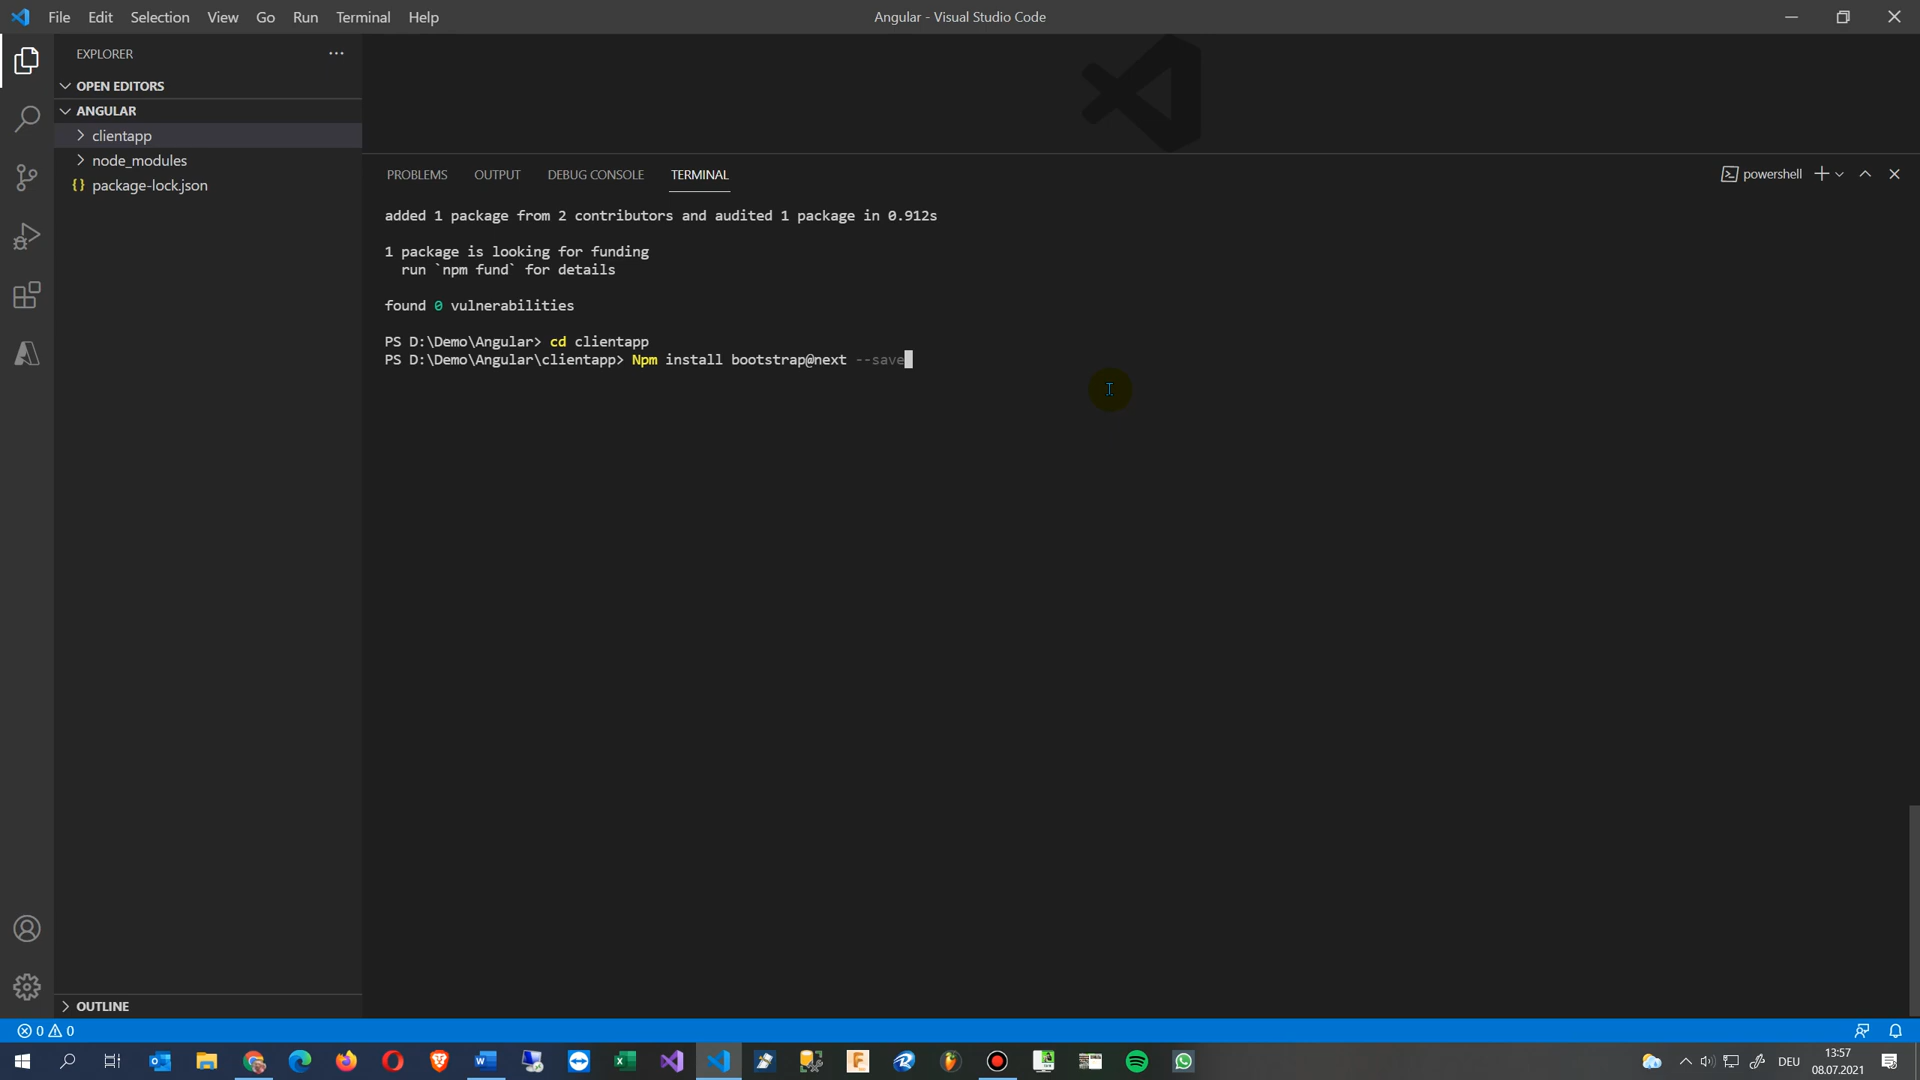 File Edit Selection View Go Run Terminal Help
Angular - Visual Studio Code
EXPLORER
OPEN EDITORS
ANGULAR
clientapp
node_modules
{} package-lock.json
OUTLINE
PROBLEMS OUTPUT DEBUG CONSOLE TERMINAL
powershell
added 1 package from 2 contributors and audited 1 package in 0.912s
1 package is looking for funding
run `npm fund` for details
found 0 vulnerabilities
PS D:\Demo\Angular> cd clientapp
PS D:\Demo\Angular\clientapp> Npm install bootstrap@next --save
0 0
DEU
13:57
08.07.2021